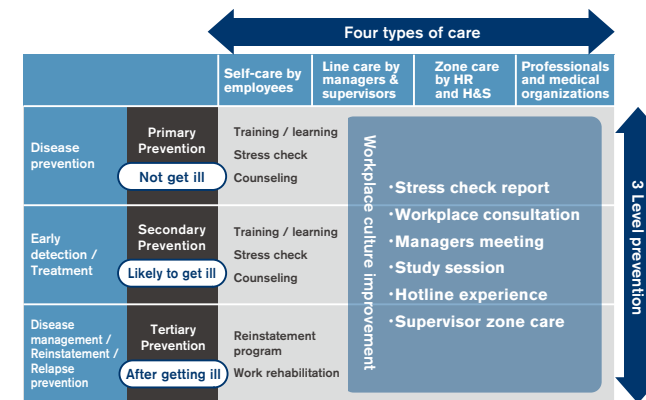 Four types of care
Self-care by
employees
Line care by
managers &
supervisors
Zone care
by HR
and H&S
Professionals
and medical
organizations
Disease
prevention
Primary
Prevention
Not get ill
Training / learning
Stress check
Counseling
Early
detection /
Treatment
Secondary
Prevention
Likely to get ill
Training / learning
Stress check
Counseling
Disease
management /
Reinstatement /
Relapse
prevention
Tertiary
Prevention
After getting ill
Reinstatement
program
Work rehabilitation
Workplace culture improvement
・Stress check report
・Workplace consultation
・Managers meeting
・Study session
・Hotline experience
・Supervisor zone care
3 Level prevention